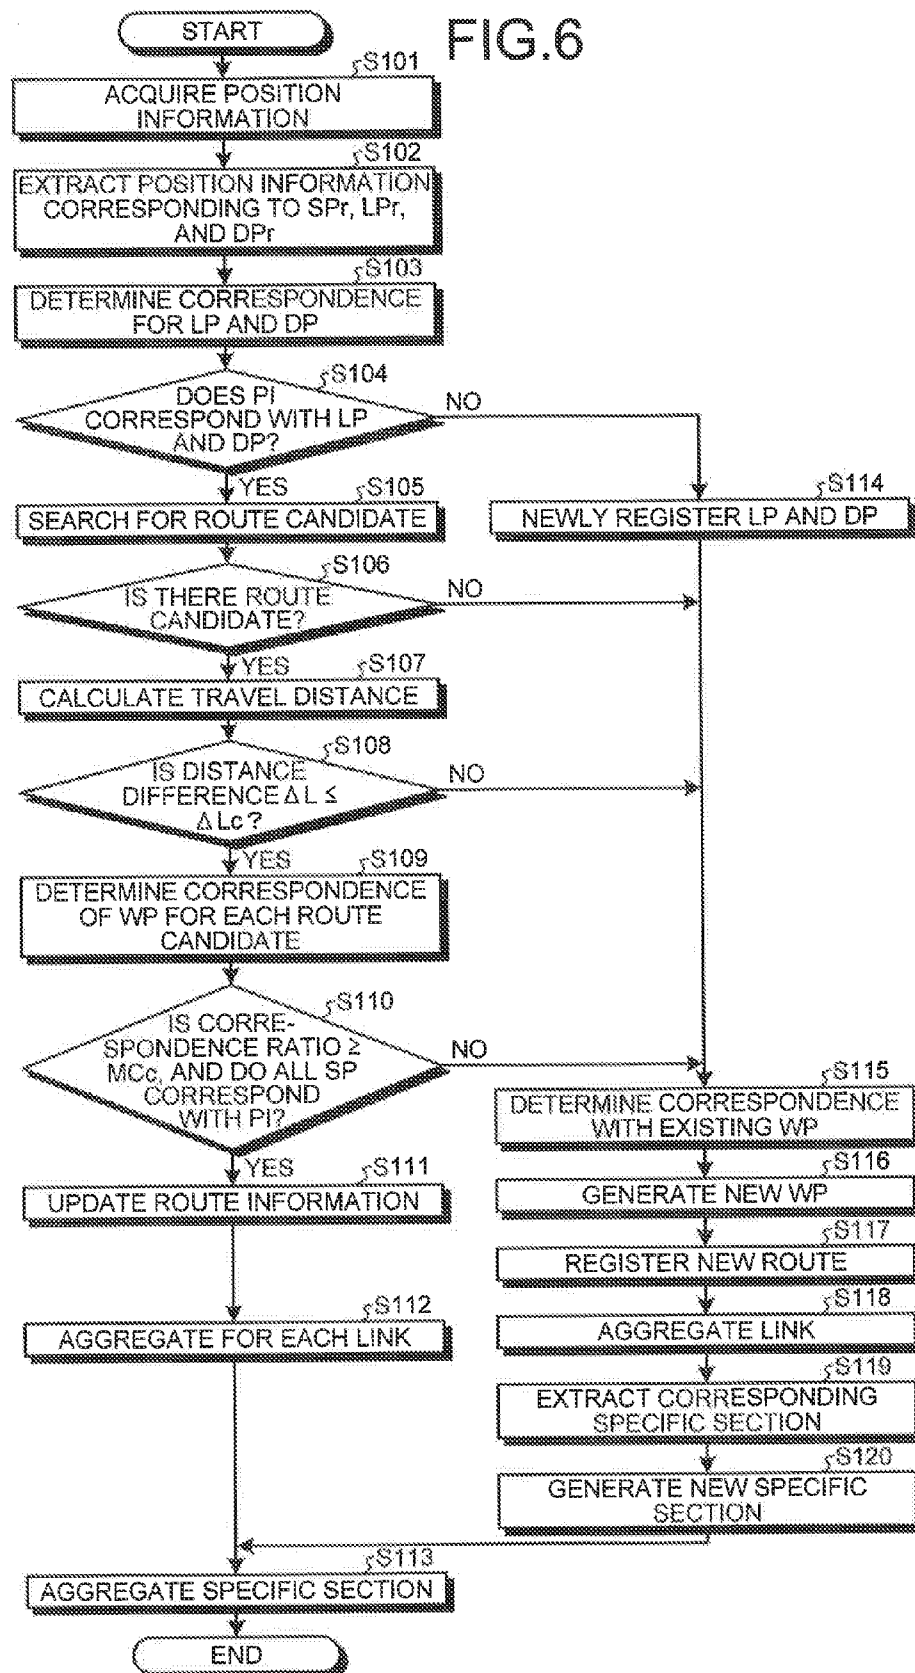 FIG.6
START
S101
ACQUIRE POSITION
INFORMATION
S102
EXTRACT POSITION INFORMATION
CORRESPONDING TO SPr, LPr,
AND DPr
S103
DETERMINE CORRESPONDENCE
FOR LP AND DP
S104
DOES PI
CORRESPOND WITH LP
AND DP?
NO
YES
S105
SEARCH FOR ROUTE CANDIDATE
S114
NEWLY REGISTER LP AND DP
S106
IS THERE ROUTE
CANDIDATE?
NO
YES
S107
CALCULATE TRAVEL DISTANCE
S108
IS DISTANCE
DIFFERENCE ΔL ≤
ΔLc?
NO
YES
S109
DETERMINE CORRESPONDENCE
OF WP FOR EACH ROUTE
CANDIDATE
S110
IS CORRE-
SPONDENCE RATIO ≥
MCc, AND DO ALL SP
CORRESPOND
WITH PI?
NO
YES
S111
UPDATE ROUTE INFORMATION
S112
AGGREGATE FOR EACH LINK
S115
DETERMINE CORRESPONDENCE
WITH EXISTING WP
S116
GENERATE NEW WP
S117
REGISTER NEW ROUTE
S118
AGGREGATE LINK
S119
EXTRACT CORRESPONDING
SPECIFIC SECTION
S120
GENERATE NEW SPECIFIC
SECTION
S113
AGGREGATE SPECIFIC SECTION
END